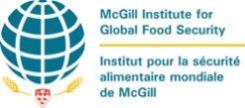 McGill Institute for
Global Food Security
Institut pour la sécurité
alimentaire mondiale
de McGill